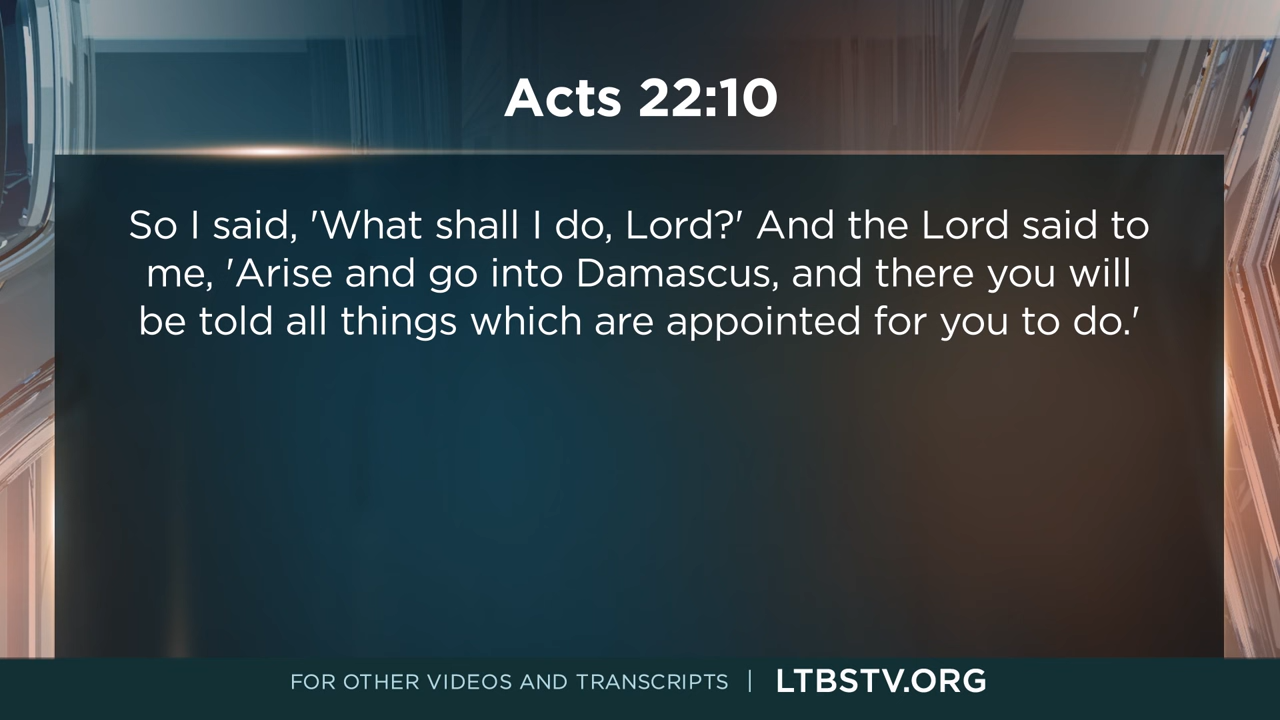 Acts 22:10
So I said, 'What shall I do, Lord?' And the Lord said to
me, 'Arise and go into Damascus, and there you will
be told all things which are appointed for you to do.'
FOR OTHER VIDEOS AND TRANSCRIPTS | LTBSTV.ORG